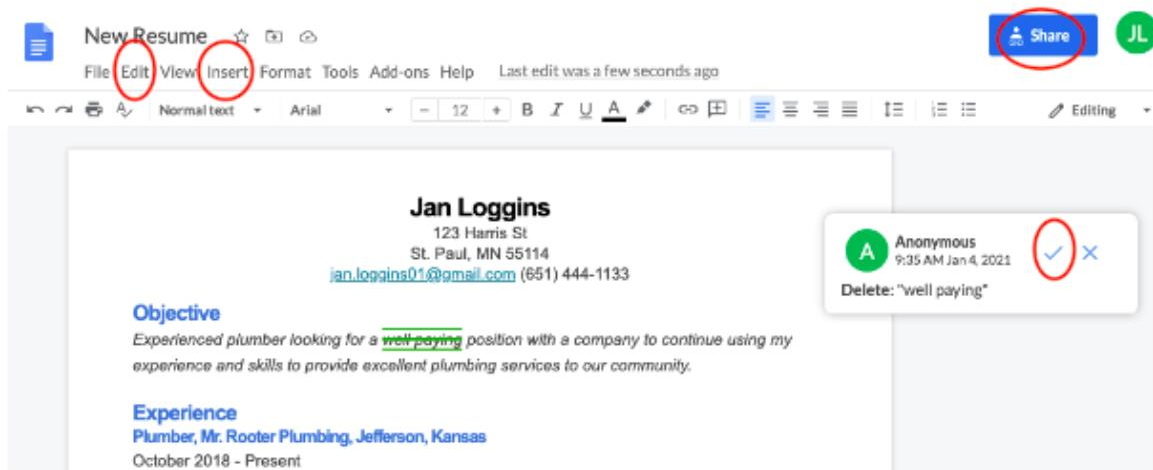 New Resume
Share
JL
File Edit View Insert Format Tools Add-ons Help Last edit was a few seconds ago
Normal text Arial - 12 + B I U A Editing
Jan Loggins
123 Harris St
St. Paul, MN 55114
jan.loggins01@gmail.com (651) 444-1133
A Anonymous
9:35 AM Jan 4, 2021
Delete: "well paying"
Objective
Experienced plumber looking for a well paying position with a company to continue using my
experience and skills to provide excellent plumbing services to our community.
Experience
Plumber, Mr. Rooter Plumbing, Jefferson, Kansas
October 2018 - Present